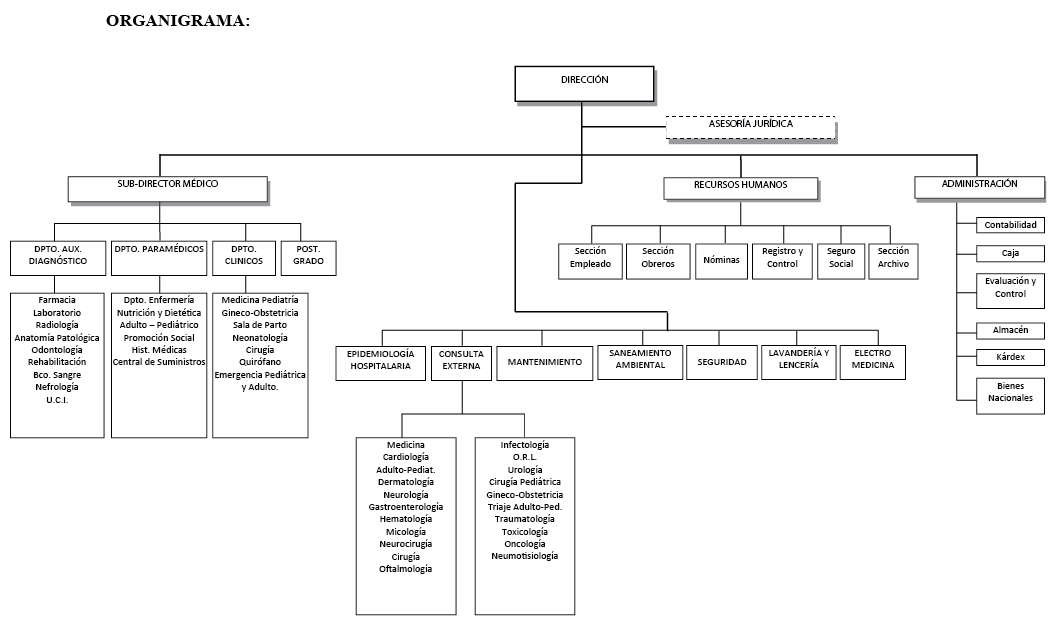 ORGANIGRAMA:
DIRECCIÓN
ASESORÍA JURÍDICA
SUB-DIRECTOR MÉDICO
RECURSOS HUMANOS
ADMINISTRACIÓN
DPTO. AUX.
DIAGNÓSTICO
DPTO. PARAMÉDICOS
DPTO.
CLINICOS
POST.
GRADO
Farmacia
Laboratorio
Radiología
Anatomía Patológica
Odontología
Rehabilitación
Bco. Sangre
Nefrología
U.C.I.
Dpto. Enfermería
Nutrición y Dietética
Adulto – Pediátrico
Promoción Social
Hist. Médicas
Central de Suministros
Medicina Pediatría
Gineco-Obstetricia
Sala de Parto
Neonatología
Cirugía
Quirófano
Emergencia Pediátrica
y Adulto.
Sección
Empleado
Sección
Obreros
Nóminas
Registro y
Control
Seguro
Social
Sección
Archivo
Contabilidad
Caja
Evaluación y
Control
Almacén
Kárdex
Bienes
Nacionales
EPIDEMIOLOGÍA
HOSPITALARIA
CONSULTA
EXTERNA
MANTENIMIENTO
SANEAMIENTO
AMBIENTAL
SEGURIDAD
LAVANDERÍA Y
LENCERÍA
ELECTRO
MEDICINA
Medicina
Cardiología
Adulto-Pediat.
Dermatología
Neurología
Gastroenterología
Hematología
Micología
Neurocirugía
Cirugía
Oftalmología
Infectología
O.R.L.
Urología
Cirugía Pediátrica
Gineco-Obstetricia
Triaje Adulto-Ped.
Traumatología
Toxicología
Oncología
Neumotisiología